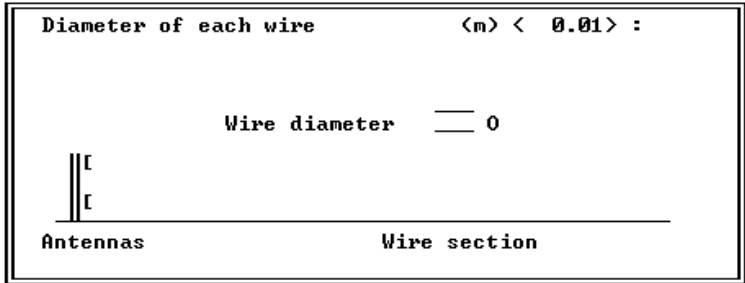 Diameter of each wire (m) < 0.01> :
Wire diameter O
[
[
Antennas Wire section